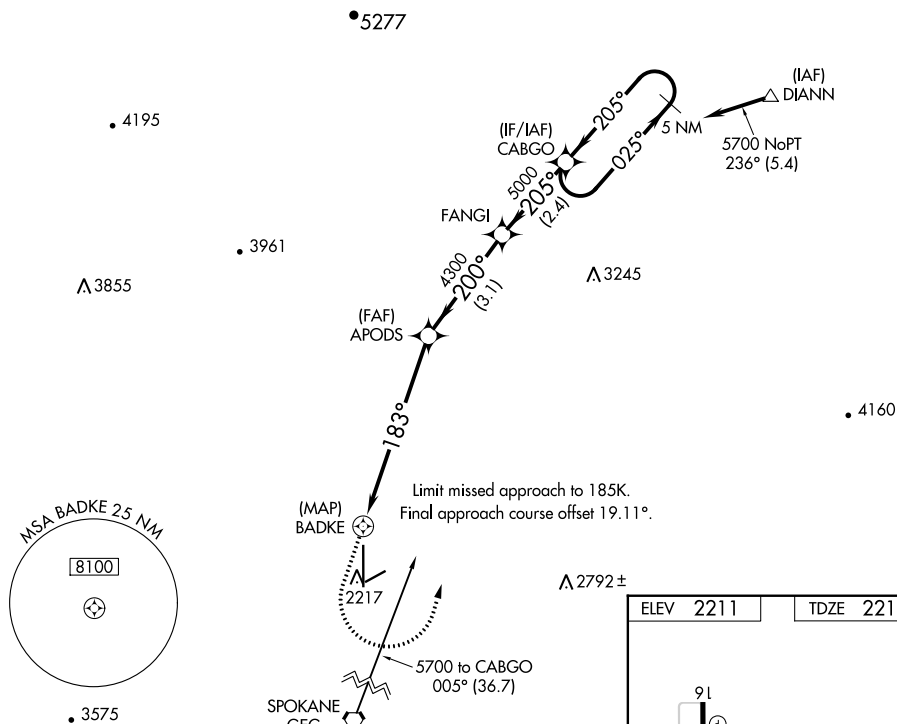 5277
4195
(IAF)
DIANN
205°
5 NM
5700 NoPT
236° (5.4)
(IF/IAF)
CABGO
025°
5000
205°
(2.4)
FANGI
3961
3855
3245
4300
200°
(3.1)
(FAF)
APODS
4160
183°
Limit missed approach to 185K.
Final approach course offset 19.11°.
(MAP)
BADKE
MSA BADKE 25 NM
8100
2217
2792 ±
ELEV 2211
TDZE 221
5700 to CABGO
005° (36.7)
SPOKANE
3575
16